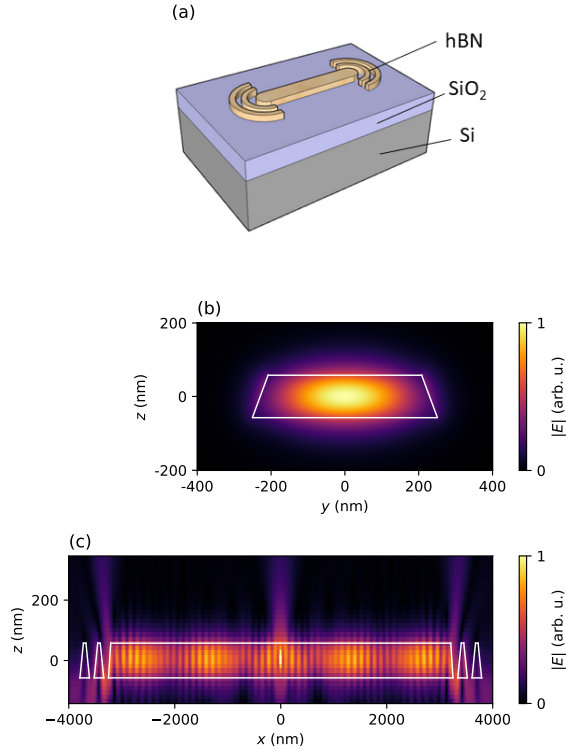 (a)
hBN
SiO₂
Si
(b)
200
0
-200
z (nm)
-400
-200
0
200
400
y (nm)
1
0
|E| (arb. u.)
(c)
200
0
z (nm)
−4000
−2000
0
2000
4000
x (nm)
1
0
|E| (arb. u.)